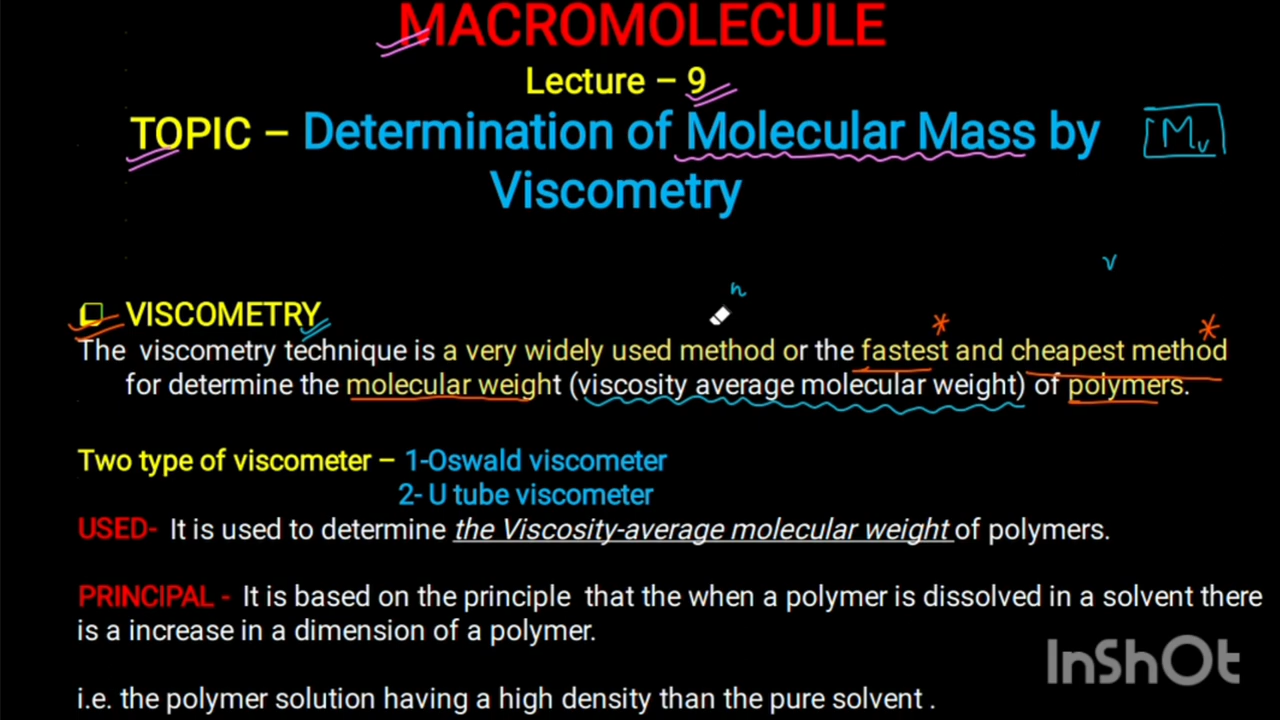 MACROMOLECULE
Lecture – 9
TOPIC – Determination of Molecular Mass by
Viscometry
[Mv]
v
n
VISCOMETRY
The viscometry technique is a very widely used method or the fastest and cheapest method
for determine the molecular weight (viscosity average molecular weight) of polymers.
Two type of viscometer – 1-Oswald viscometer
2- U tube viscometer
USED- It is used to determine the Viscosity-average molecular weight of polymers.
PRINCIPAL - It is based on the principle that the when a polymer is dissolved in a solvent there
is a increase in a dimension of a polymer.
i.e. the polymer solution having a high density than the pure solvent .
InShOt